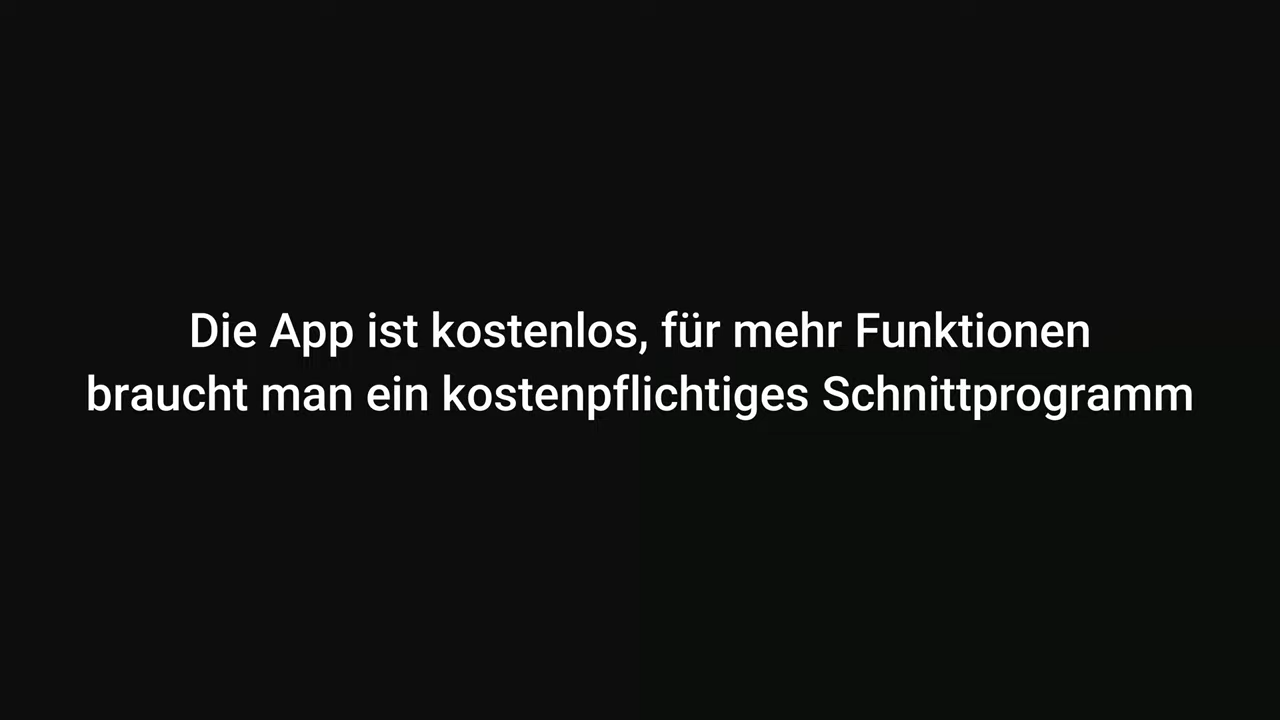 Die App ist kostenlos, für mehr Funktionen
braucht man ein kostenpflichtiges Schnittprogramm